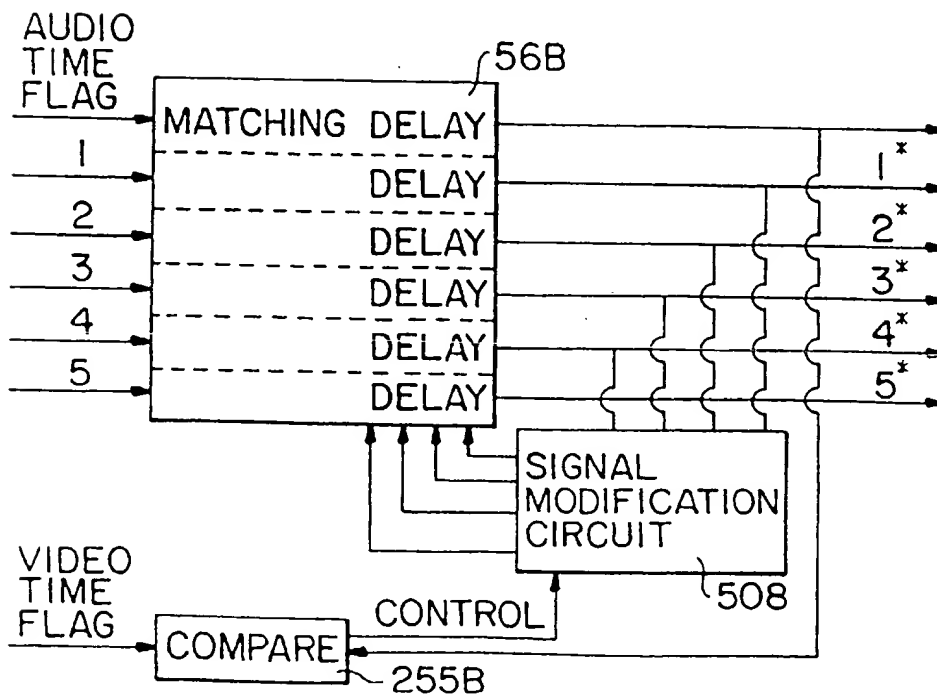 AUDIO
TIME
FLAG
56B
MATCHING DELAY
1
DELAY
1*
2
DELAY
2*
3
DELAY
3*
4
DELAY
4*
5
DELAY
5*
SIGNAL
MODIFICATION
CIRCUIT
508
VIDEO
TIME
FLAG
CONTROL
COMPARE
255B